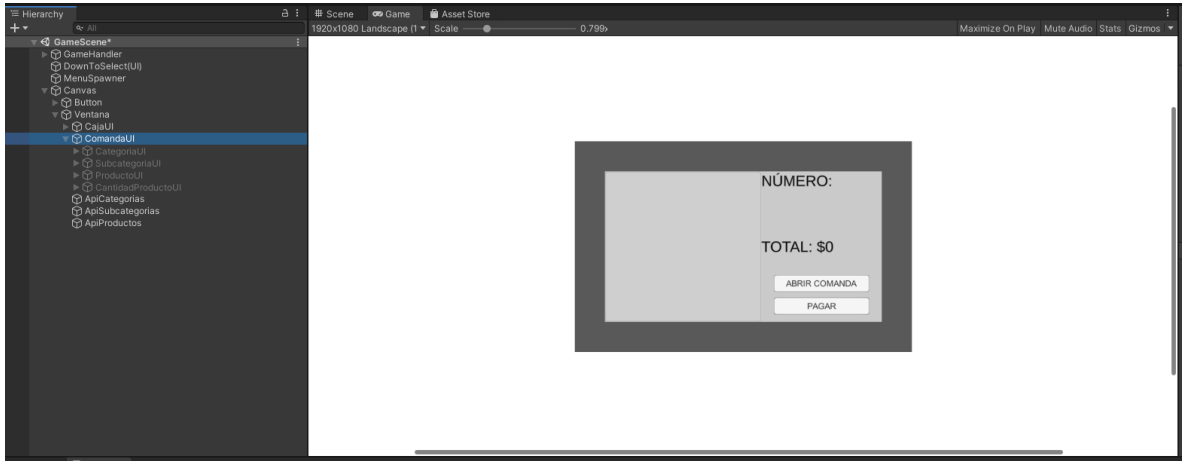 Hierarchy
# Scene Game Asset Store
All
1920x1080 Landscape (1 Scale 0.799x
Maximize On Play Mute Audio Stats Gizmos
GameScene*
GameHandler
DownToSelect(UI)
MenuSpawner
Canvas
Button
Ventana
CajaUI
ComandaUI
CategoriaUI
SubcategoriaUI
ProductoUI
CantidadProductoUI
ApiCategorias
ApiSubcategorias
ApiProductos
NÚMERO:
TOTAL: $0
ABRIR COMANDA
PAGAR